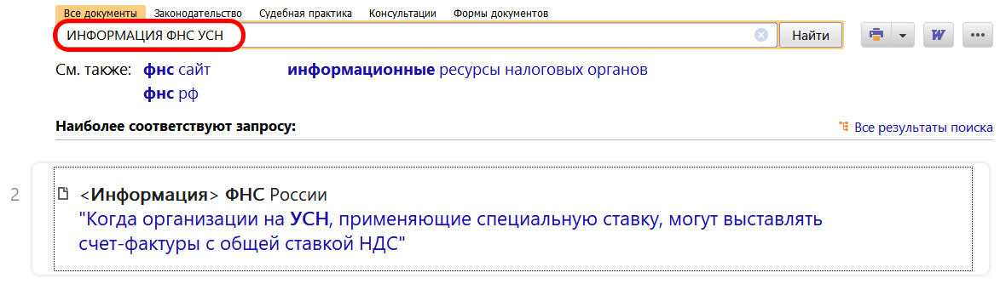 Все документы Законодательство Судебная практика Консультации Формы документов
ИНФОРМАЦИЯ ФНС УСН Найти W
См. также: фнс сайт информационные ресурсы налоговых органов
фнс рф
Наиболее соответствуют запросу: Все результаты поиска
2 <Информация> ФНС России
"Когда организации на УСН, применяющие специальную ставку, могут выставлять
счет-фактуры с общей ставкой НДС"